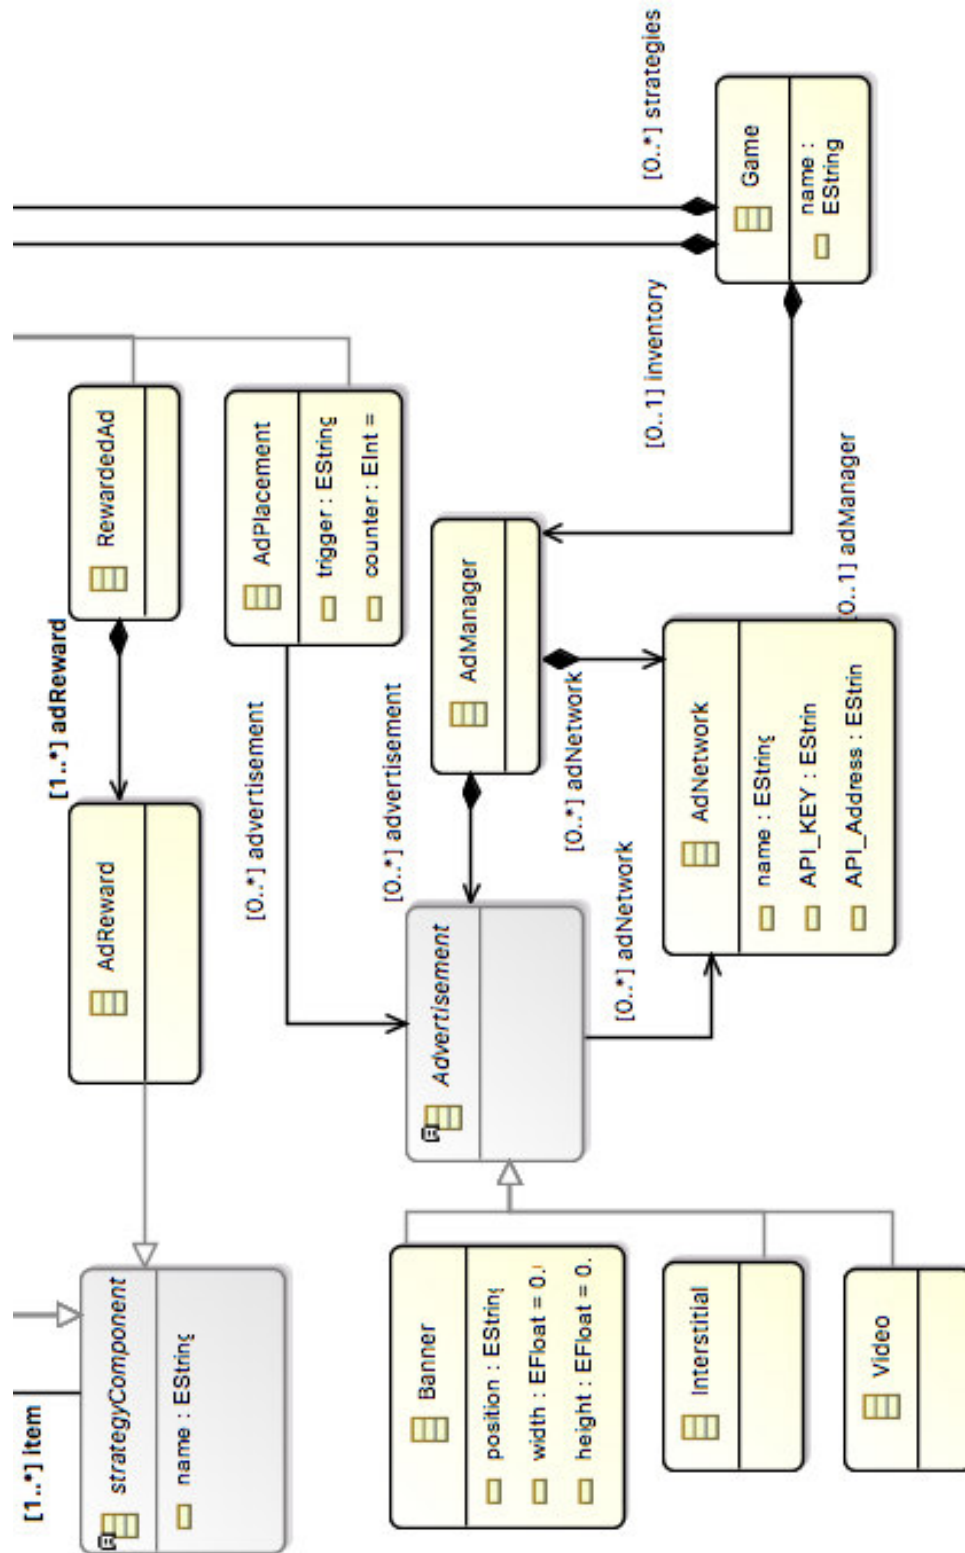 [0..*] strategies
Game
name :
EString
[0..1] inventory
[0..1] adManager
RewardedAd
[1..*] adReward
AdReward
AdPlacement
trigger : EString
counter : EInt =
[0..*] advertisement
AdManager
[0..*] advertisement
[0..*] adNetwork
AdNetwork
name : EString
API_KEY : EStrin
API_Address : EStrin
Advertisement
[0..*] adNetwork
[1..*] item
strategyComponent
name : EString
Banner
position : EString
width : EFloat = 0.
height : EFloat = 0.
Interstitial
Video